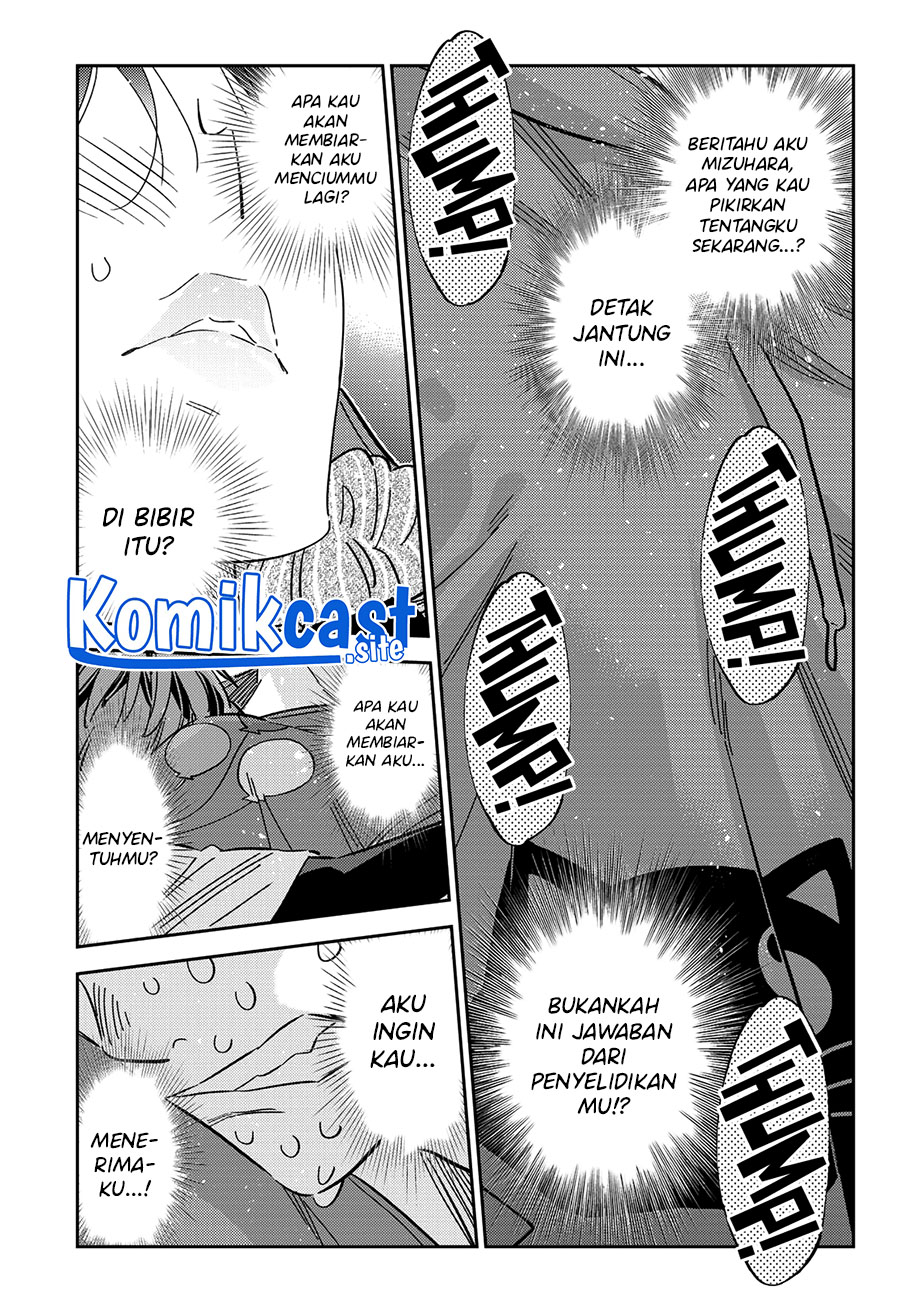 THUMP!
BERITAHU AKU
MIZUHARA,
APA YANG KAU
PIKIRKAN
TENTANGKU
SEKARANG...?
DETAK
JANTUNG
INI...
THUMP!
THUMP!
BUKANKAH
INI JAWABAN
DARI
PENYELIDIKAN
MU!?
THUMP!
APA KAU
AKAN
MEMBIAR-
KAN AKU
MENCIUMMU
LAGI?
DI BIBIR
ITU?
Komikcast
.site
APA KAU
AKAN
MEMBIAR-
KAN AKU...
MENYEN-
TUHMU?
AKU
INGIN
KAU...
MENE-
RIMA-
KU...!